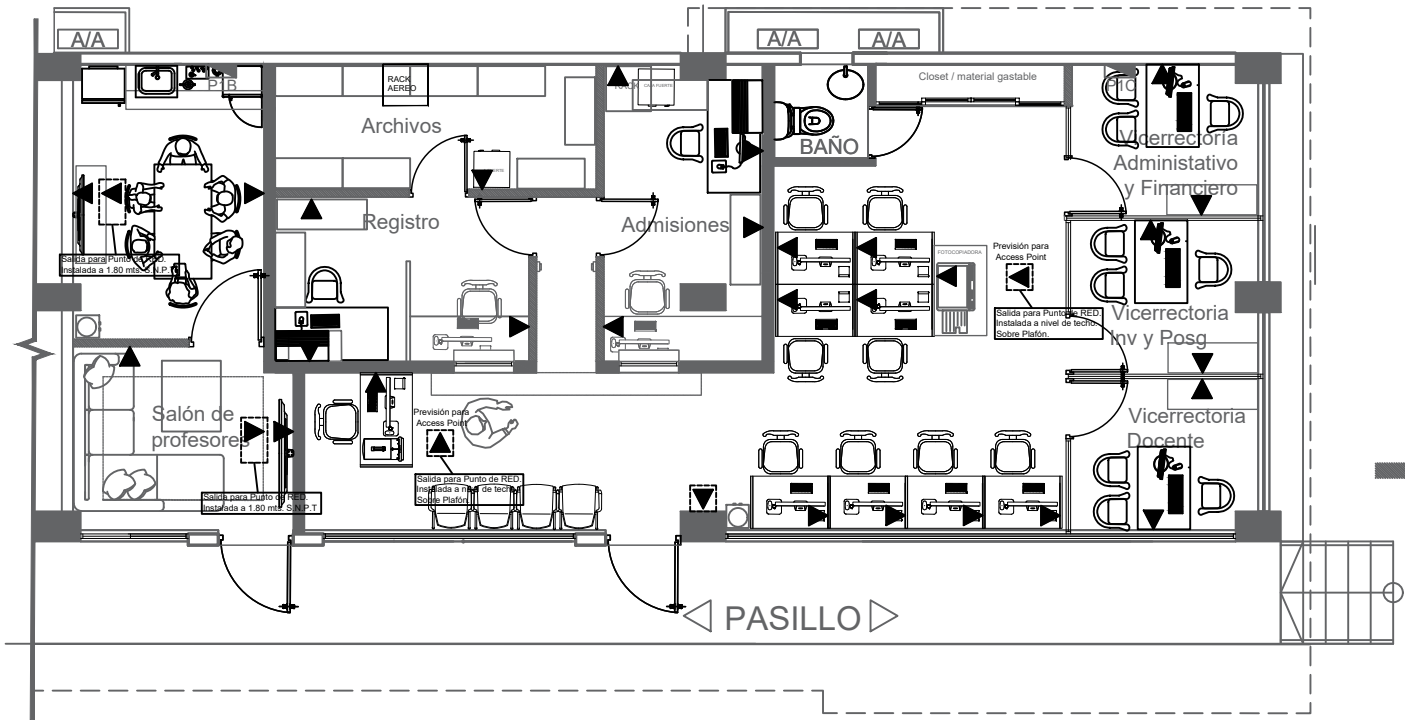 A/A
A/A
A/A
P1B
RACK
AEREO
CAJA FUERTE
Closet / material gastable
P1C
Archivos
BAÑO
Vicerrectoría
Administativo
y Financiero
Registro
Admisiones
FOTOCOPIADORA
Previsión para
Access Point
Salida para Punto de RED.
Instalada a 1.80 mts. S.N.P.T
Salida para Punto de RED.
Instalada a nivel de techo
Sobre Plafón.
Vicerrectoria
Inv y Posg
Salón de
profesores
Previsión para
Access Point
Vicerrectoria
Docente
Salida para Punto de RED.
Instalada a nivel de techo
Sobre Plafón.
Salida para Punto de RED.
Instalada a 1.80 mts. S.N.P.T
PASILLO